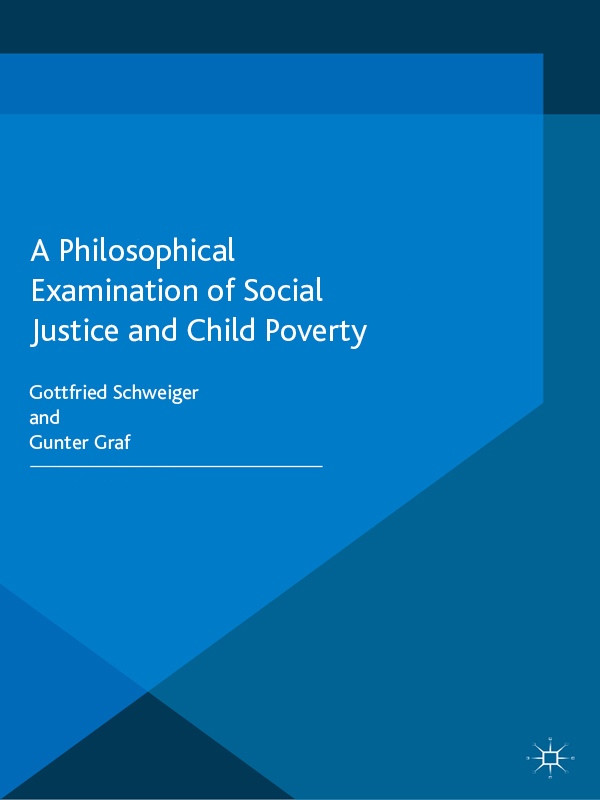 A Philosophical
Examination of Social
Justice and Child Poverty
Gottfried Schweiger
and
Gunter Graf